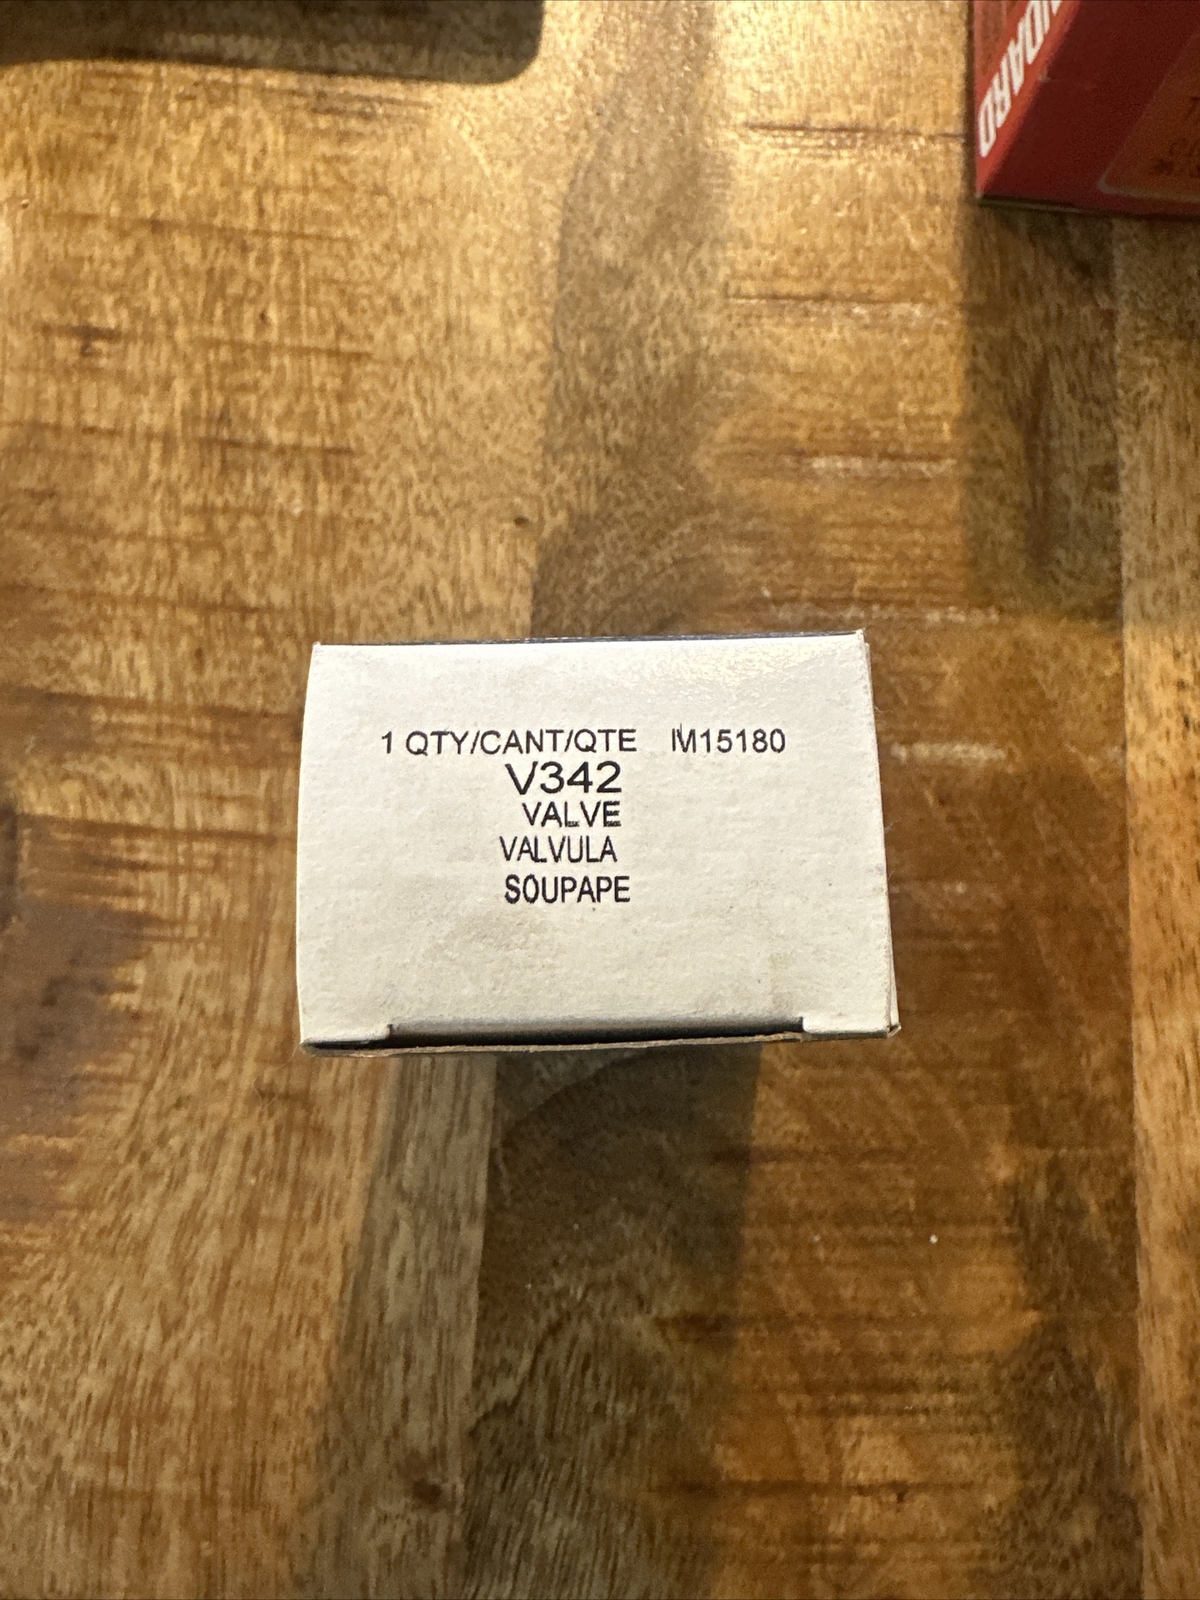 1 QTY/CANT/QTE M15180
V342
VALVE
VALVULA
SOUPAPE